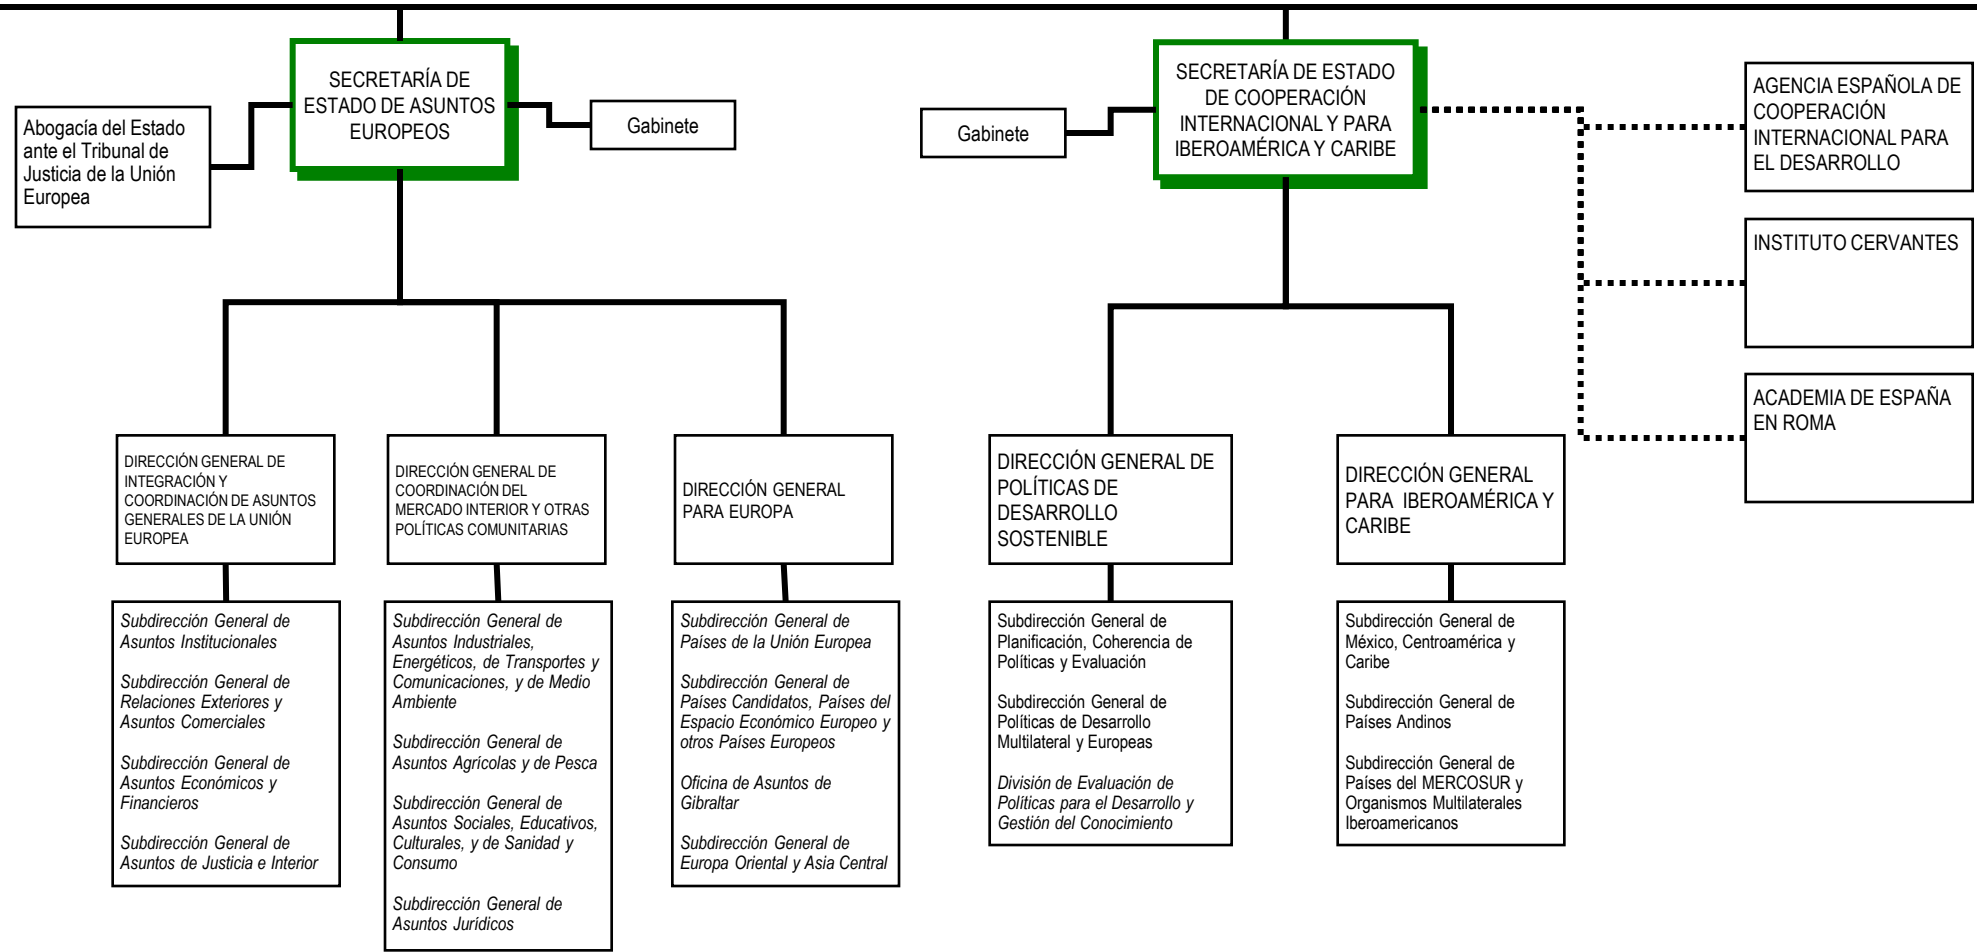 SECRETARÍA DE
ESTADO DE ASUNTOS
EUROPEOS
Abogacía del Estado
ante el Tribunal de
Justicia de la Unión
Europea
Gabinete
SECRETARÍA DE ESTADO
DE COOPERACIÓN
INTERNACIONAL Y PARA
IBEROAMÉRICA Y CARIBE
Gabinete
AGENCIA ESPAÑOLA DE
COOPERACIÓN
INTERNACIONAL PARA
EL DESARROLLO
INSTITUTO CERVANTES
ACADEMIA DE ESPAÑA
EN ROMA
DIRECCIÓN GENERAL DE
INTEGRACIÓN Y
COORDINACIÓN DE ASUNTOS
GENERALES DE LA UNIÓN
EUROPEA
DIRECCIÓN GENERAL DE
COORDINACIÓN DEL
MERCADO INTERIOR Y OTRAS
POLÍTICAS COMUNITARIAS
DIRECCIÓN GENERAL
PARA EUROPA
DIRECCIÓN GENERAL DE
POLÍTICAS DE
DESARROLLO
SOSTENIBLE
DIRECCIÓN GENERAL
PARA IBEROAMÉRICA Y
CARIBE
Subdirección General de
Asuntos Institucionales
Subdirección General de
Relaciones Exteriores y
Asuntos Comerciales
Subdirección General de
Asuntos Económicos y
Financieros
Subdirección General de
Asuntos de Justicia e Interior
Subdirección General de
Asuntos Industriales,
Energéticos, de Transportes y
Comunicaciones, y de Medio
Ambiente
Subdirección General de
Asuntos Agrícolas y de Pesca
Subdirección General de
Asuntos Sociales, Educativos,
Culturales, y de Sanidad y
Consumo
Subdirección General de
Asuntos Jurídicos
Subdirección General de
Países de la Unión Europea
Subdirección General de
Países Candidatos, Países del
Espacio Económico Europeo y
otros Países Europeos
Oficina de Asuntos de
Gibraltar
Subdirección General de
Europa Oriental y Asia Central
Subdirección General de
Planificación, Coherencia de
Políticas y Evaluación
Subdirección General de
Políticas de Desarrollo
Multilateral y Europeas
División de Evaluación de
Políticas para el Desarrollo y
Gestión del Conocimiento
Subdirección General de
México, Centroamérica y
Caribe
Subdirección General de
Países Andinos
Subdirección General de
Países del MERCOSUR y
Organismos Multilaterales
Iberoamericanos